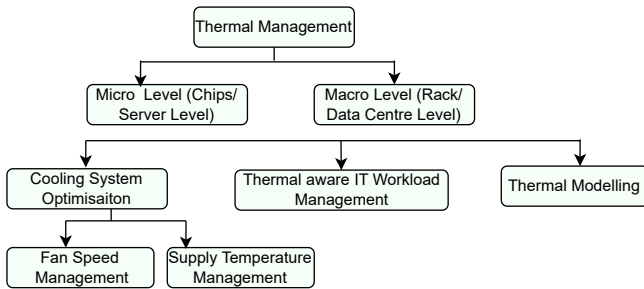 Thermal Management
Micro Level (Chips/
Server Level)
Macro Level (Rack/
Data Centre Level)
Cooling System
Optimisaiton
Thermal aware IT Workload
Management
Thermal Modelling
Fan Speed
Management
Supply Temperature
Management